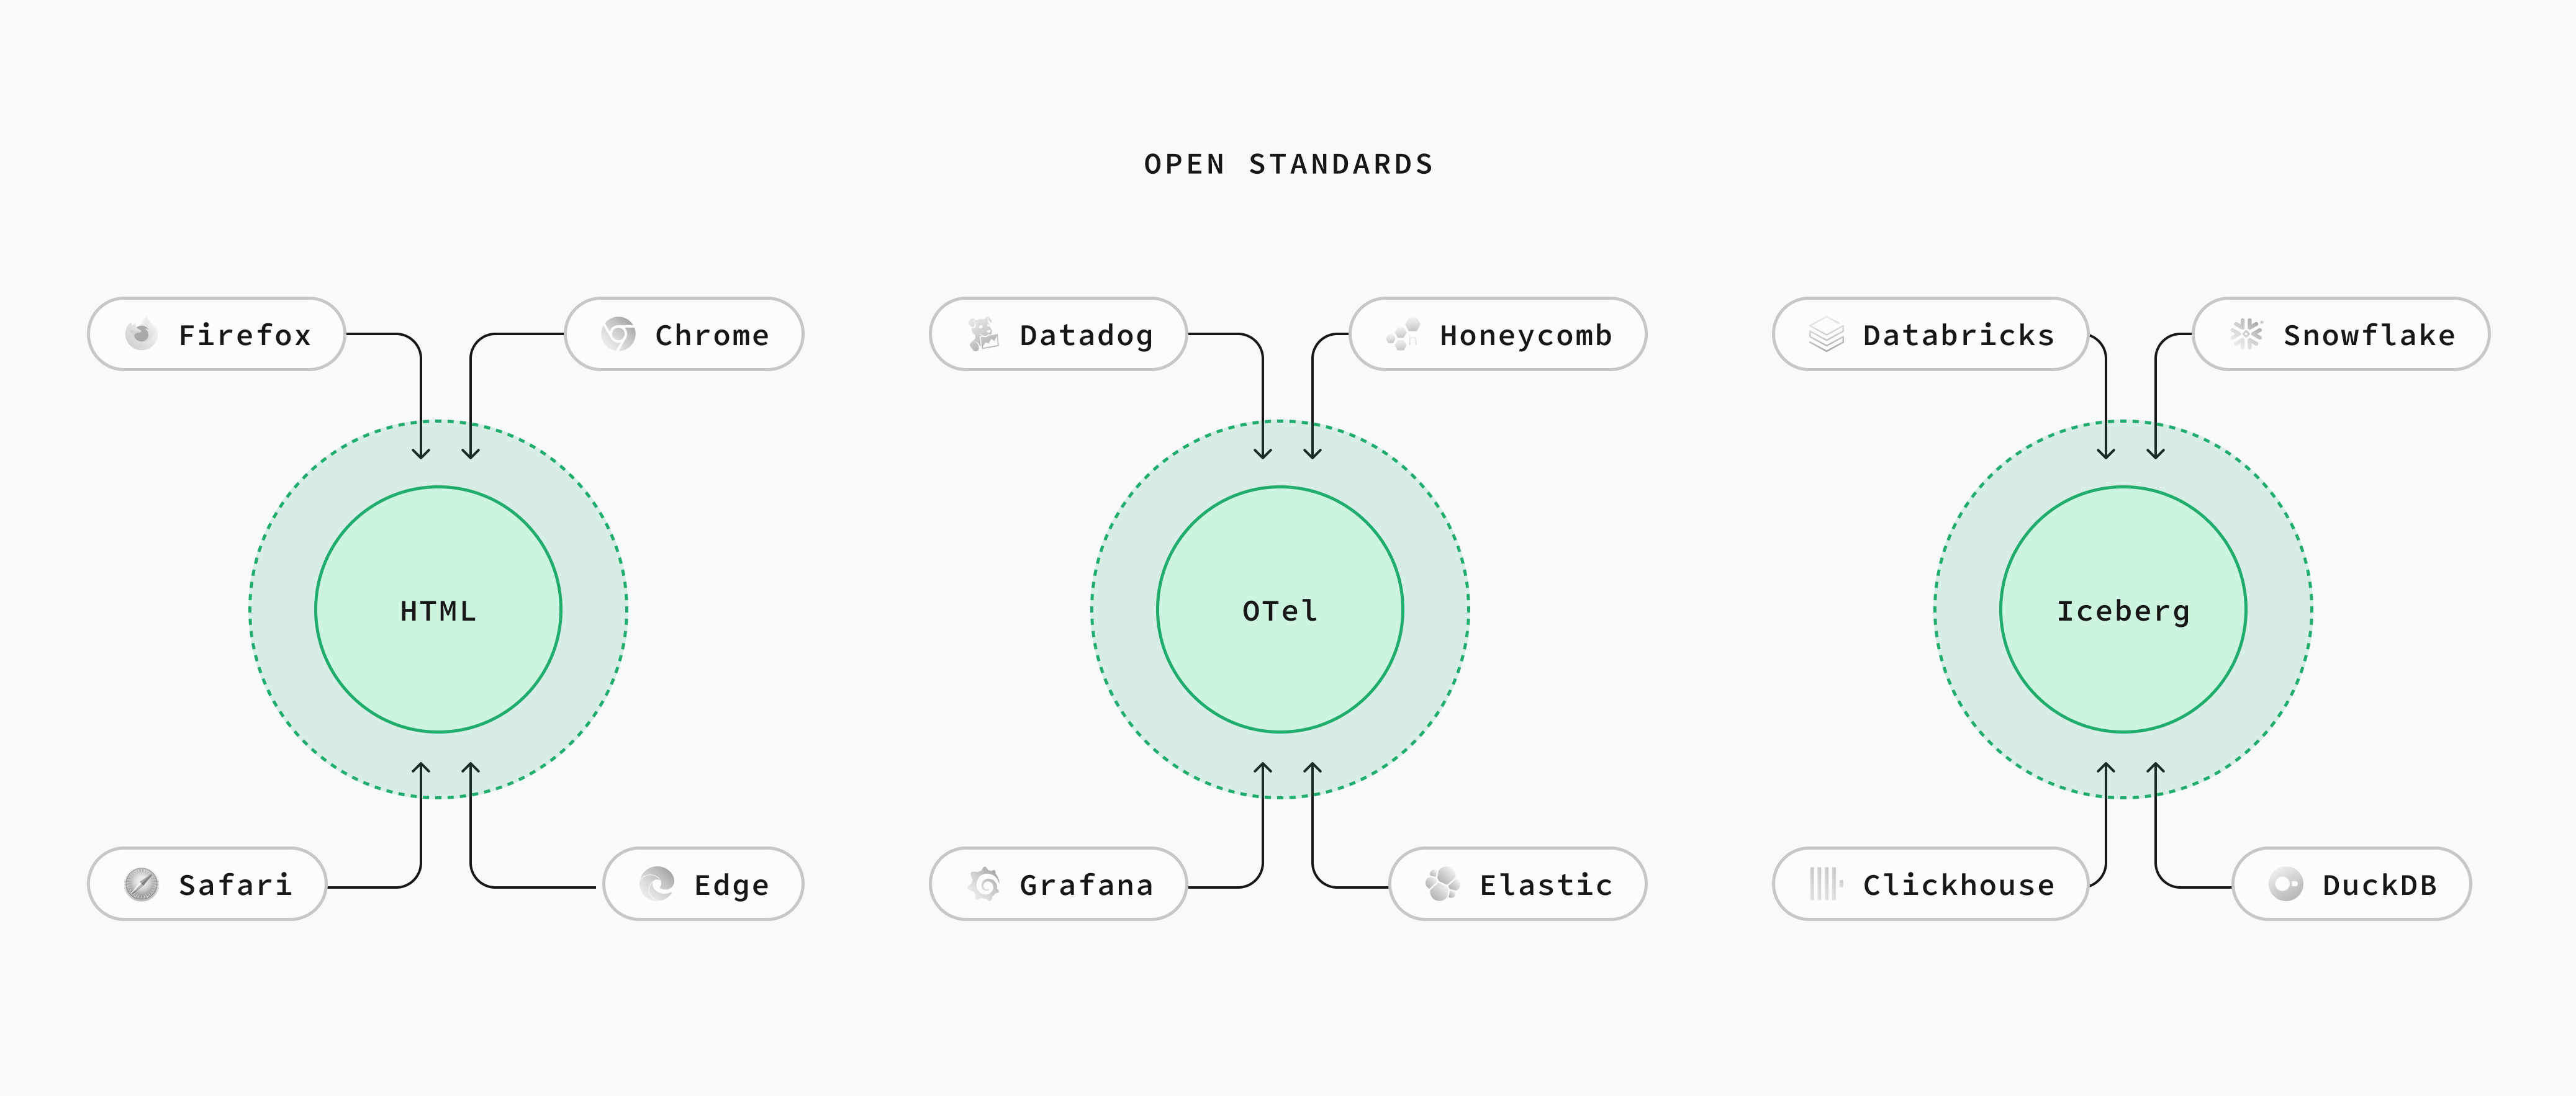 OPEN STANDARDS
Firefox
Chrome
Datadog
Honeycomb
Databricks
Snowflake
HTML
OTel
Iceberg
Safari
Edge
Grafana
Elastic
Clickhouse
DuckDB